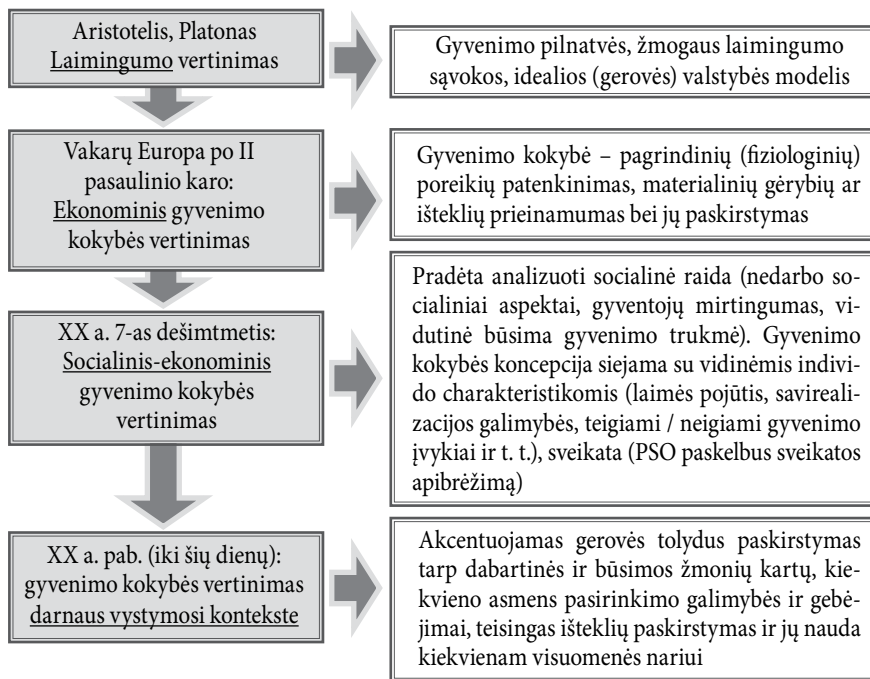 Aristotelis, Platonas
Laimingumo vertinimas
Gyvenimo pilnatvės, žmogaus laimingumo
sąvokos, idealios (gerovės) valstybės modelis
Vakarų Europa po II
pasaulinio karo:
Ekonominis gyvenimo
kokybės vertinimas
Gyvenimo kokybė – pagrindinių (fiziologinių)
poreikių patenkinimas, materialinių gėrybių ar
išteklių prieinamumas bei jų paskirstymas
XX a. 7-as dešimtmetis:
Socialinis-ekonominis
gyvenimo kokybės
vertinimas
Pradėta analizuoti socialinė raida (nedarbo so-
cialiniai aspektai, gyventojų mirtingumas, vi-
dutinė būsima gyvenimo trukmė). Gyvenimo
kokybės koncepcija siejama su vidinėmis indivi-
do charakteristikomis (laimės pojūtis, savireali-
zacijos galimybės, teigiami / neigiami gyvenimo
įvykiai ir t. t.), sveikata (PSO paskelbus sveikatos
apibrėžimą)
XX a. pab. (iki šių dienų):
gyvenimo kokybės vertinimas
darnaus vystymosi kontekste
Akcentuojamas gerovės tolydus paskirstymas
tarp dabartinės ir būsimos žmonių kartų, kie-
kvieno asmens pasirinkimo galimybės ir gebė-
jimai, teisingas išteklių paskirstymas ir jų nauda
kiekvienam visuomenės nariui